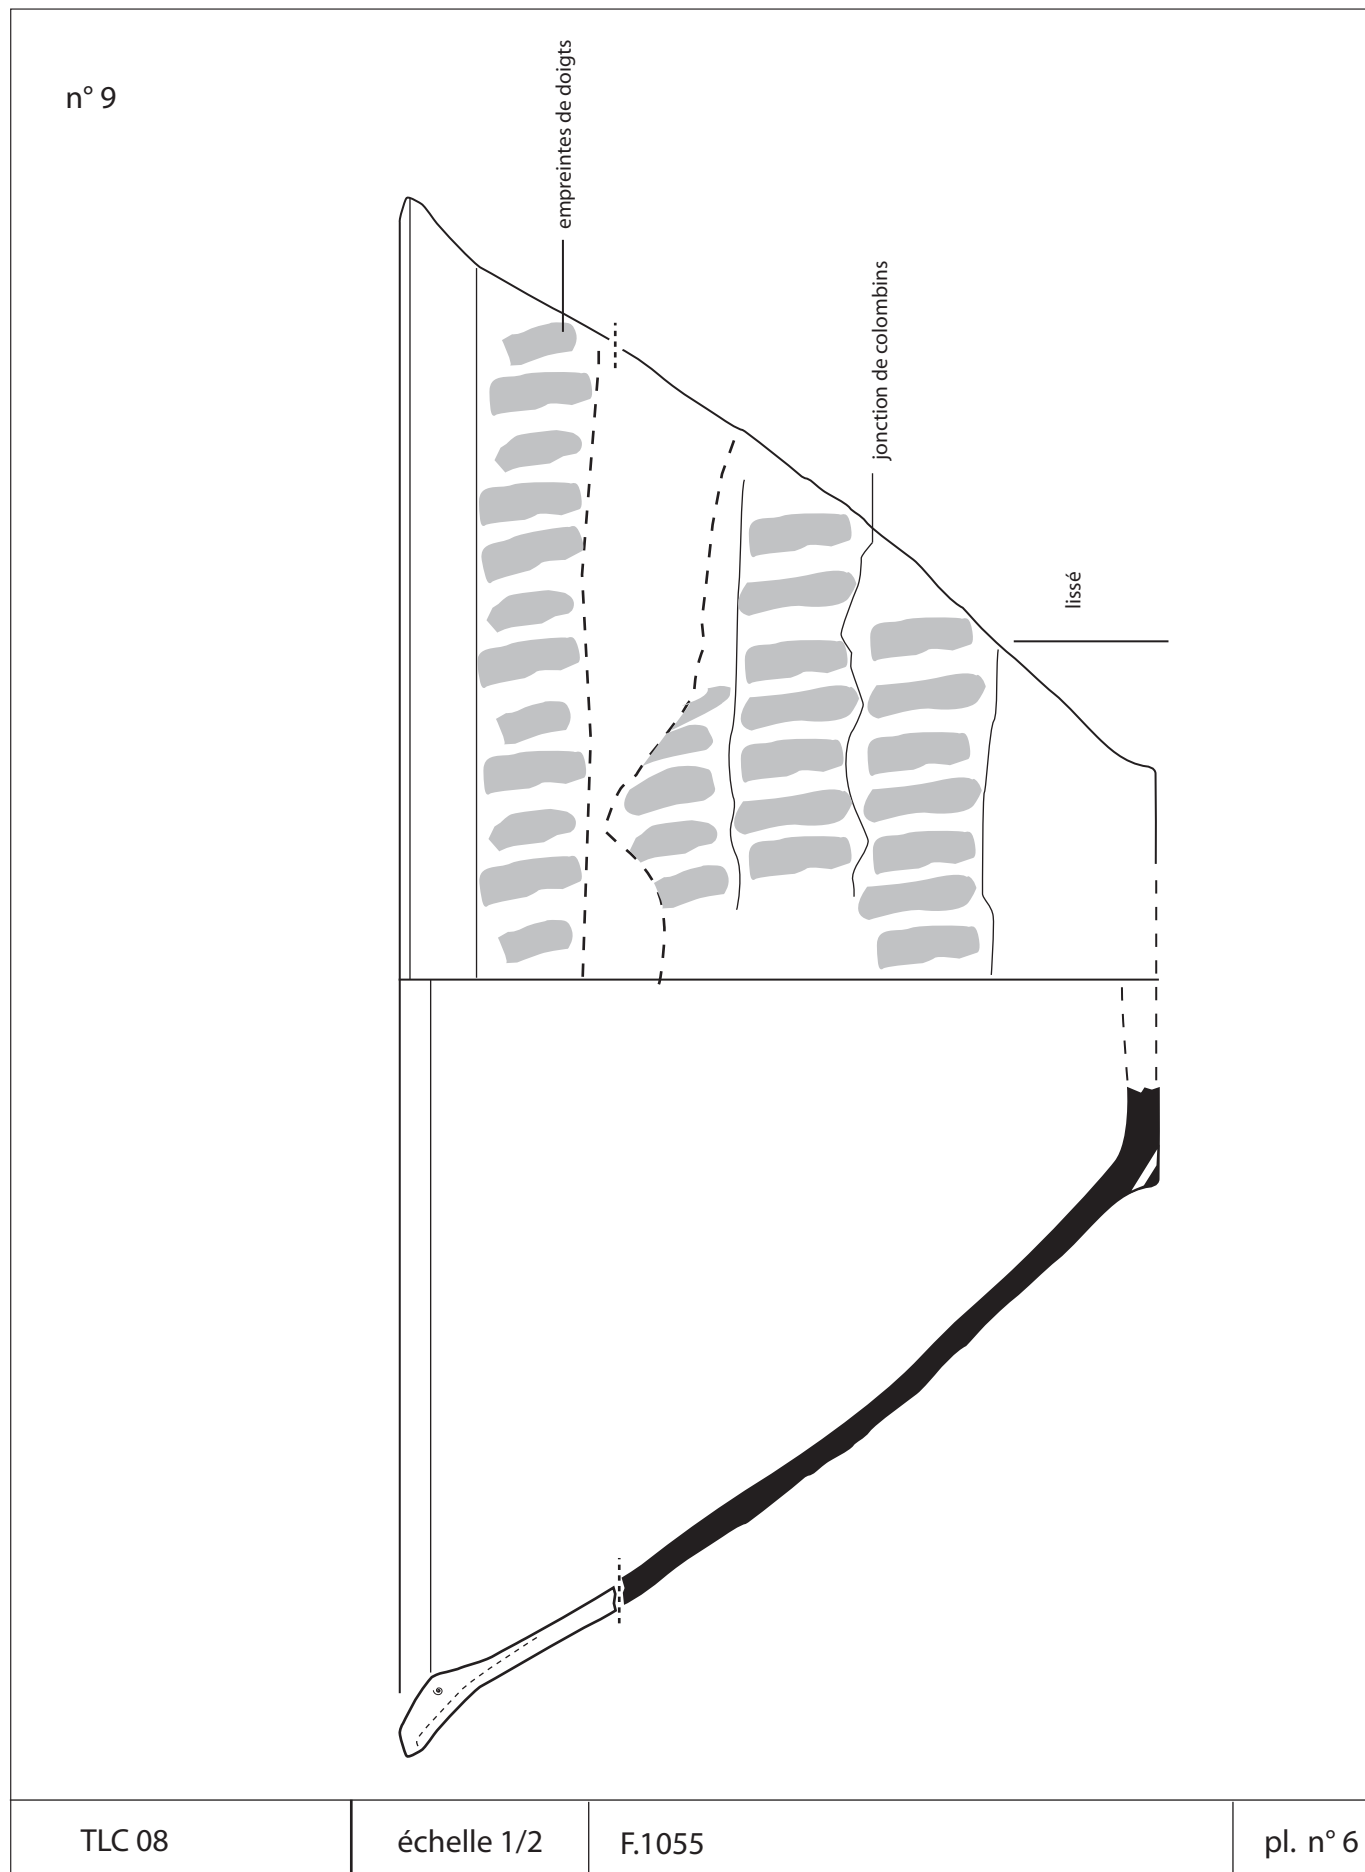 n° 9
empreintes de doigts
jonction de colombins
lissé
TLC 08
échelle 1/2
F.1055
pl. n° 6